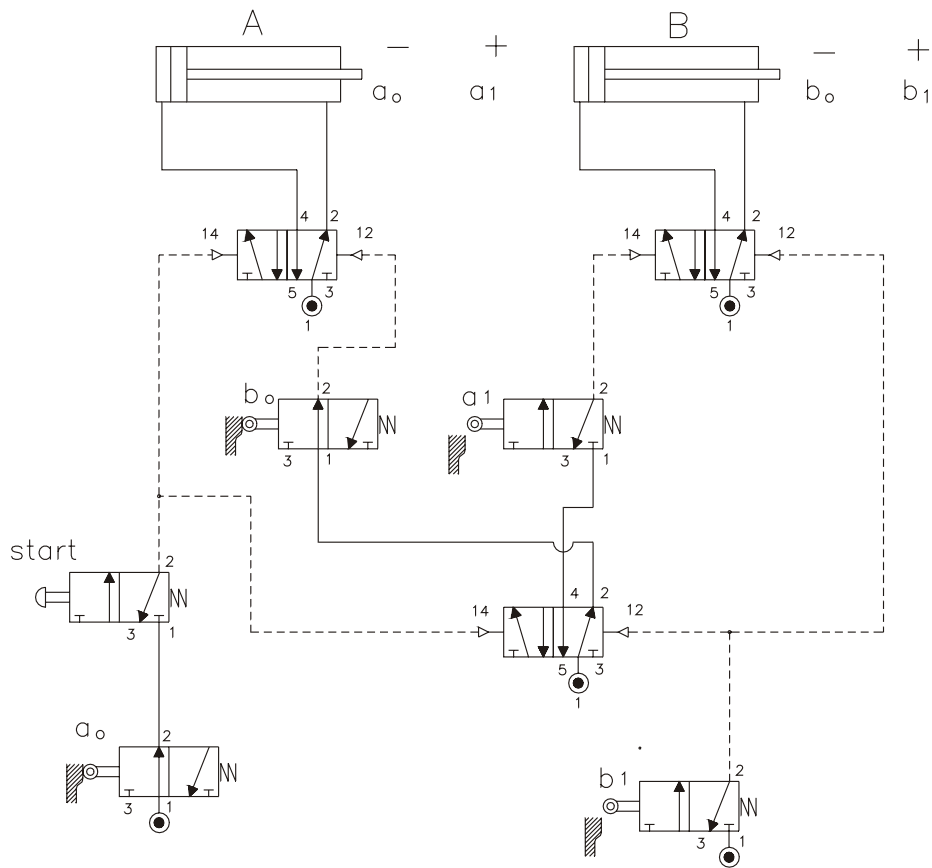 A B
− + − +
a₀ a1 b₀ b1
4 2 4 2
14 12 14 12
5 3 5 3
1 1
b₀ 2 a1 2
3 1 3 1
start 2
3 1
4 2
14 12
5 3
1
a₀ 2
3 1
b1 2
3 1